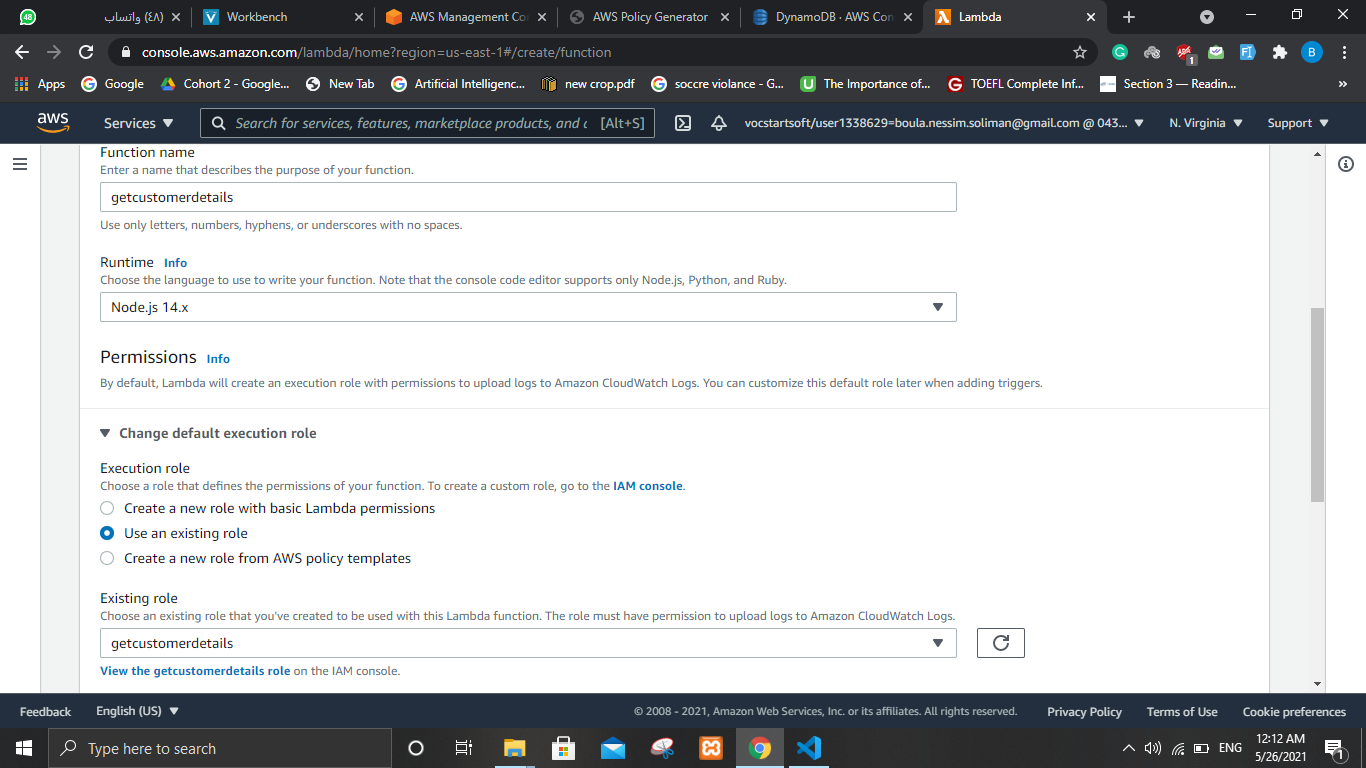 48
(٤٨) واتساب
V
Workbench
AWS Management Co
AWS Policy Generator
DynamoDB · AWS Con
Lambda
console.aws.amazon.com/lambda/home?region=us-east-1#/create/function
1
B
Apps
Google
Cohort 2 - Google...
New Tab
Artificial Intelligenc...
new crop.pdf
soccre violance - G...
The Importance of...
TOEFL Complete Inf...
Section 3 — Readin...
»
aws
Services
Search for services, features, marketplace products, and c
[Alt+S]
vocstartsoft/user1338629=boula.nessim.soliman@gmail.com @ 043...
N. Virginia
Support
Function name
Enter a name that describes the purpose of your function.
getcustomerdetails
Use only letters, numbers, hyphens, or underscores with no spaces.
Runtime Info
Choose the language to use to write your function. Note that the console code editor supports only Node.js, Python, and Ruby.
Node.js 14.x
Permissions Info
By default, Lambda will create an execution role with permissions to upload logs to Amazon CloudWatch Logs. You can customize this default role later when adding triggers.
Change default execution role
Execution role
Choose a role that defines the permissions of your function. To create a custom role, go to the IAM console.
Create a new role with basic Lambda permissions
Use an existing role
Create a new role from AWS policy templates
Existing role
Choose an existing role that you've created to be used with this Lambda function. The role must have permission to upload logs to Amazon CloudWatch Logs.
getcustomerdetails
View the getcustomerdetails role on the IAM console.
Feedback
English (US)
© 2008 - 2021, Amazon Web Services, Inc. or its affiliates. All rights reserved.
Privacy Policy
Terms of Use
Cookie preferences
Type here to search
ENG
12:12 AM
5/26/2021
1